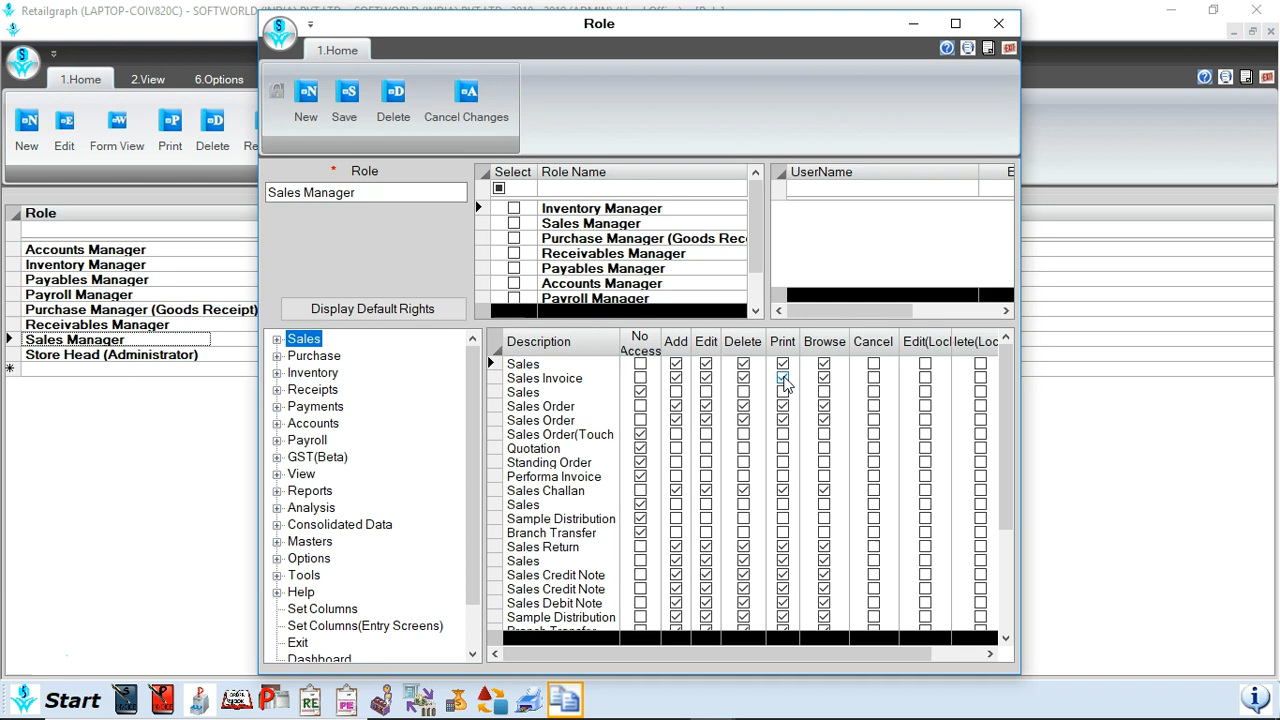 Retailgraph (LAPTOP-COIV820C) - SOFTWORLD (INDIA) PVT LTD
Role
1.Home
2.View
6.Options
New
Edit
Form View
Print
Delete
1.Home
New
Save
Delete
Cancel Changes
Role
Accounts Manager
Inventory Manager
Payables Manager
Payroll Manager
Purchase Manager (Goods Receipt)
Receivables Manager
Sales Manager
Store Head (Administrator)
* Role
Sales Manager
Display Default Rights
Select Role Name
Inventory Manager
Sales Manager
Purchase Manager (Goods Rece
Receivables Manager
Payables Manager
Accounts Manager
Payroll Manager
UserName
E
Sales
Purchase
Inventory
Receipts
Payments
Accounts
Payroll
GST(Beta)
View
Reports
Analysis
Consolidated Data
Masters
Options
Tools
Help
Set Columns
Set Columns(Entry Screens)
Exit
Dashboard
Description No Access Add Edit Delete Print Browse Cancel Edit(Loc lete(Loc
Sales
Sales Invoice
Sales
Sales Order
Sales Order
Sales Order(Touch
Quotation
Standing Order
Performa Invoice
Sales Challan
Sales
Sample Distribution
Branch Transfer
Sales Return
Sales
Sales Credit Note
Sales Credit Note
Sales Debit Note
Sample Distribution
Branch Transfer
Start